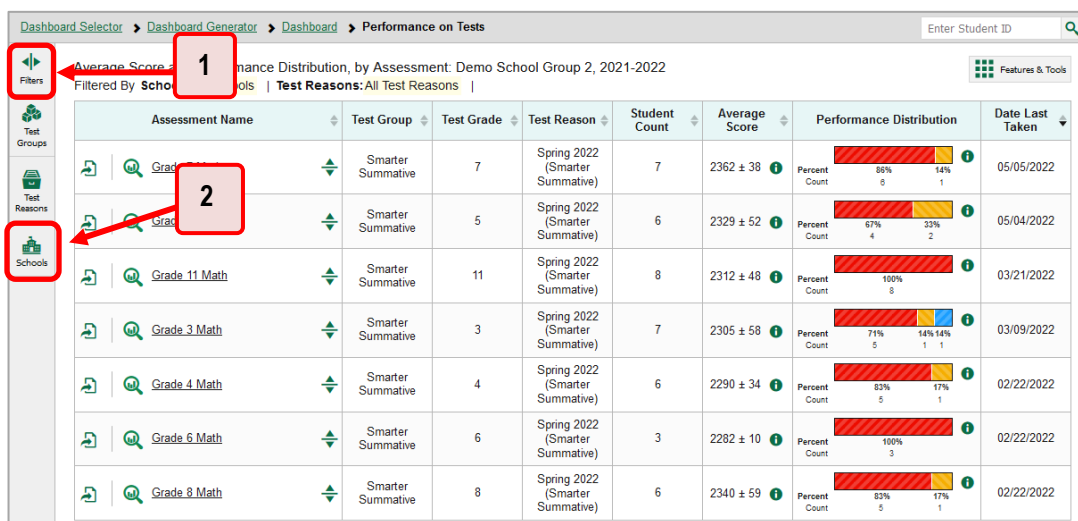 Dashboard Selector > Dashboard Generator > Dashboard > Performance on Tests
Enter Student ID
Filters
Test
Groups
Test
Reasons
Schools
1
2
Average Score Distribution, by Assessment: Demo School Group 2, 2021-2022
Filtered By | Test Reasons: All Test Reasons |
Features & Tools
Assessment Name Test Group Test Grade Test Reason Student Count Average Score Performance Distribution Date Last Taken
Smarter Summative 7 Spring 2022 (Smarter Summative) 7 2362 ± 38 05/05/2022
Percent 86% 14%
Count 6 1
Smarter Summative 5 Spring 2022 (Smarter Summative) 6 2329 ± 52 05/04/2022
Percent 67% 33%
Count 4 2
Grade 11 Math Smarter Summative 11 Spring 2022 (Smarter Summative) 8 2312 ± 48 03/21/2022
Percent 100%
Count 8
Grade 3 Math Smarter Summative 3 Spring 2022 (Smarter Summative) 7 2305 ± 58 03/09/2022
Percent 71% 14% 14%
Count 5 1 1
Grade 4 Math Smarter Summative 4 Spring 2022 (Smarter Summative) 6 2290 ± 34 02/22/2022
Percent 83% 17%
Count 5 1
Grade 6 Math Smarter Summative 6 Spring 2022 (Smarter Summative) 3 2282 ± 10 02/22/2022
Percent 100%
Count 3
Grade 8 Math Smarter Summative 8 Spring 2022 (Smarter Summative) 6 2340 ± 59 02/22/2022
Percent 83% 17%
Count 5 1